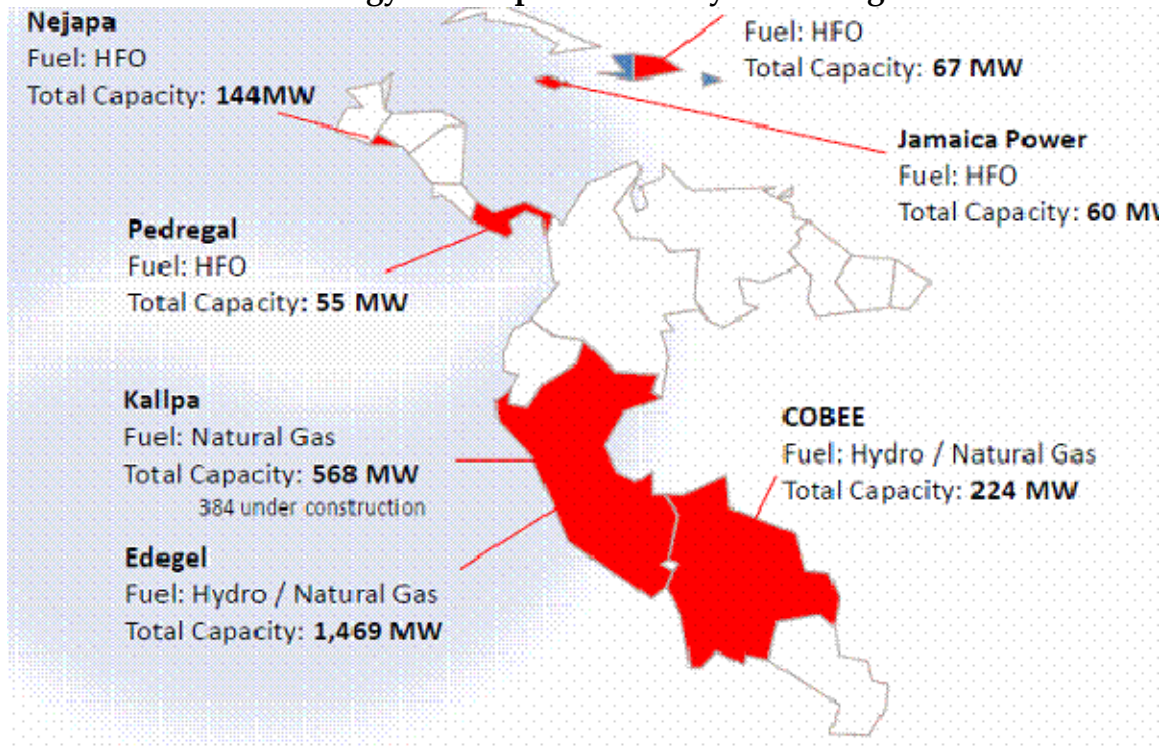 Nejapa
Fuel: HFO
Total Capacity: 144MW
Fuel: HFO
Total Capacity: 67 MW
Jamaica Power
Fuel: HFO
Total Capacity: 60 MW
Pedregal
Fuel: HFO
Total Capacity: 55 MW
Kallpa
Fuel: Natural Gas
Total Capacity: 568 MW
384 under construction
Edegel
Fuel: Hydro / Natural Gas
Total Capacity: 1,469 MW
COBEE
Fuel: Hydro / Natural Gas
Total Capacity: 224 MW